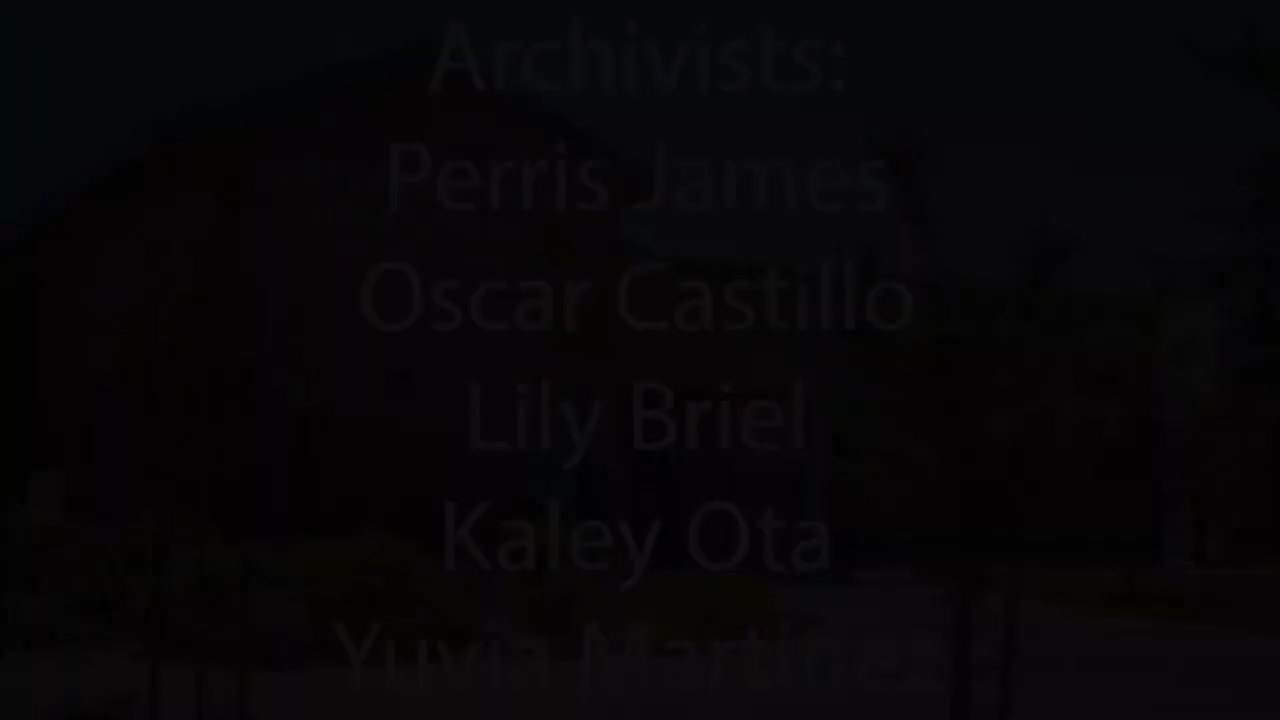 Archivists:
Perris James
Oscar Castillo
Lily Briel
Kaley Ota
Yuvia Martinez